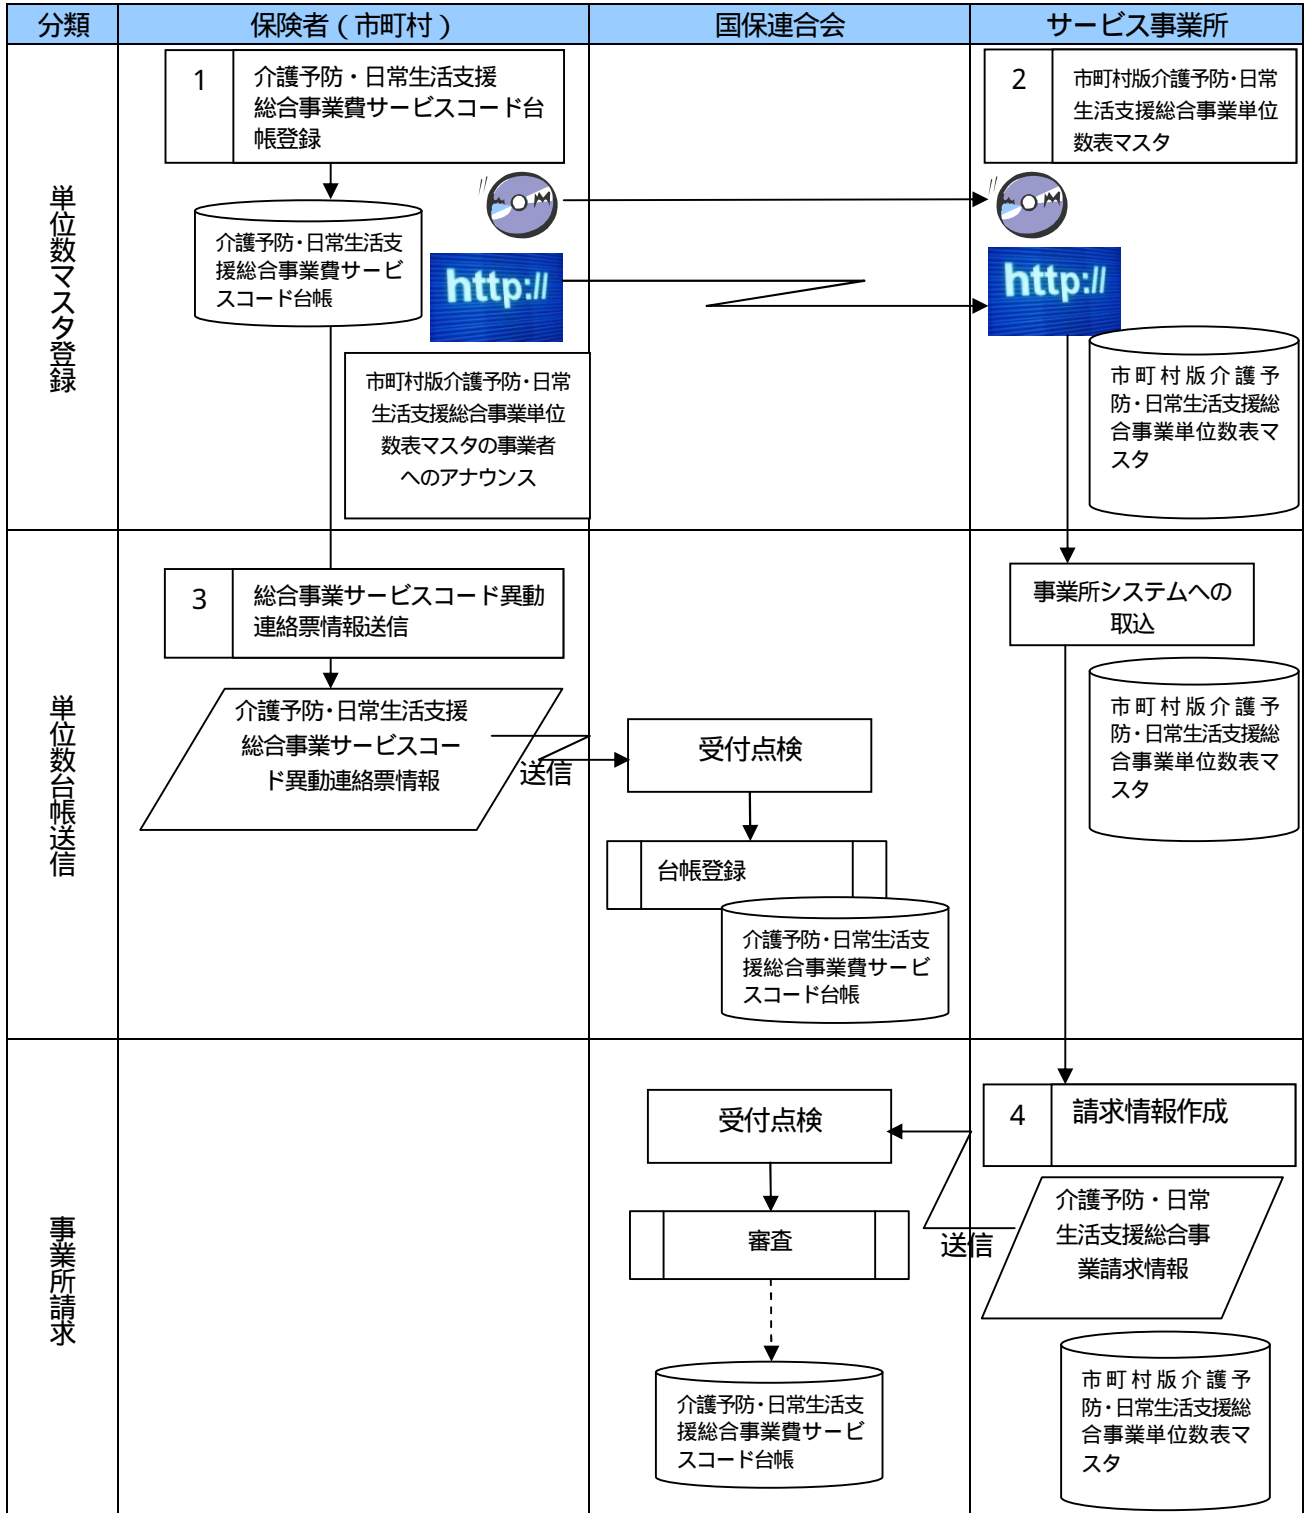 分類
保険者（市町村）
国保連合会
サービス事業所
単位数マスタ登録
1
介護予防・日常生活支援
総合事業費サービスコード台
帳登録
介護予防・日常生活支
援総合事業費サービ
スコード台帳
http://
市町村版介護予防・日常
生活支援総合事業単位
数表マスタの事業者
へのアナウンス
2
市町村版介護予防・日常
生活支援総合事業単位
数表マスタ
http://
市町村版介護予
防・日常生活支援総
合事業単位数表マ
スタ
単位数台帳送信
3
総合事業サービスコード異動
連絡票情報送信
介護予防・日常生活支援
総合事業サービスコー
ド異動連絡票情報
送信
受付点検
台帳登録
介護予防・日常生活支
援総合事業費サービ
スコード台帳
事業所システムへの
取込
市町村版介護予
防・日常生活支援総
合事業単位数表マ
スタ
事業所請求
受付点検
審査
介護予防・日常生活支
援総合事業費サービ
スコード台帳
送信
4
請求情報作成
介護予防・日常
生活支援総合事
業請求情報
市町村版介護予
防・日常生活支援総
合事業単位数表マ
スタ